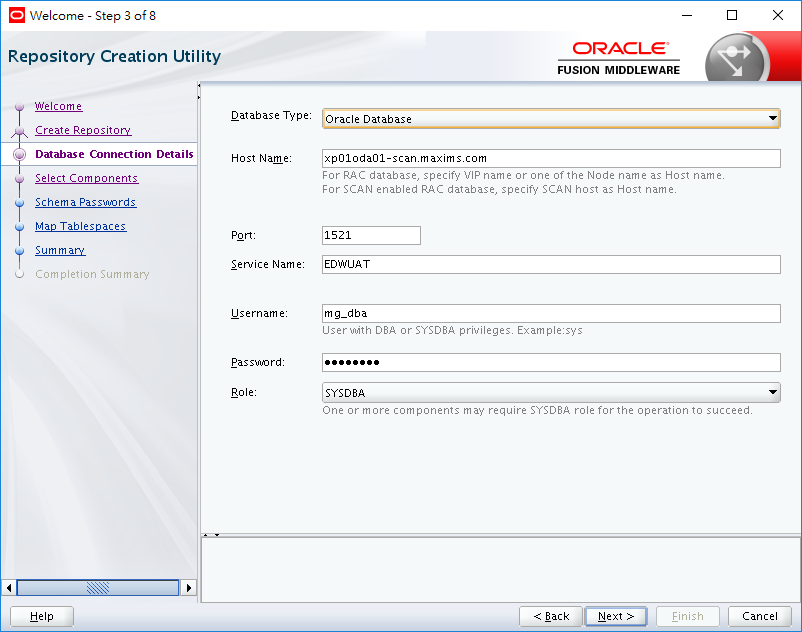 Welcome - Step 3 of 8
Repository Creation Utility
ORACLE
FUSION MIDDLEWARE
Welcome
Create Repository
Database Connection Details
Select Components
Schema Passwords
Map Tablespaces
Summary
Completion Summary
Database Type: Oracle Database
Host Name: xp01oda01-scan.maxims.com
For RAC database, specify VIP name or one of the Node name as Host name.
For SCAN enabled RAC database, specify SCAN host as Host name.
Port: 1521
Service Name: EDWUAT
Username: mg_dba
User with DBA or SYSDBA privileges. Example:sys
Password: ●●●●●●●●
Role: SYSDBA
One or more components may require SYSDBA role for the operation to succeed.
Help
< Back
Next >
Finish
Cancel